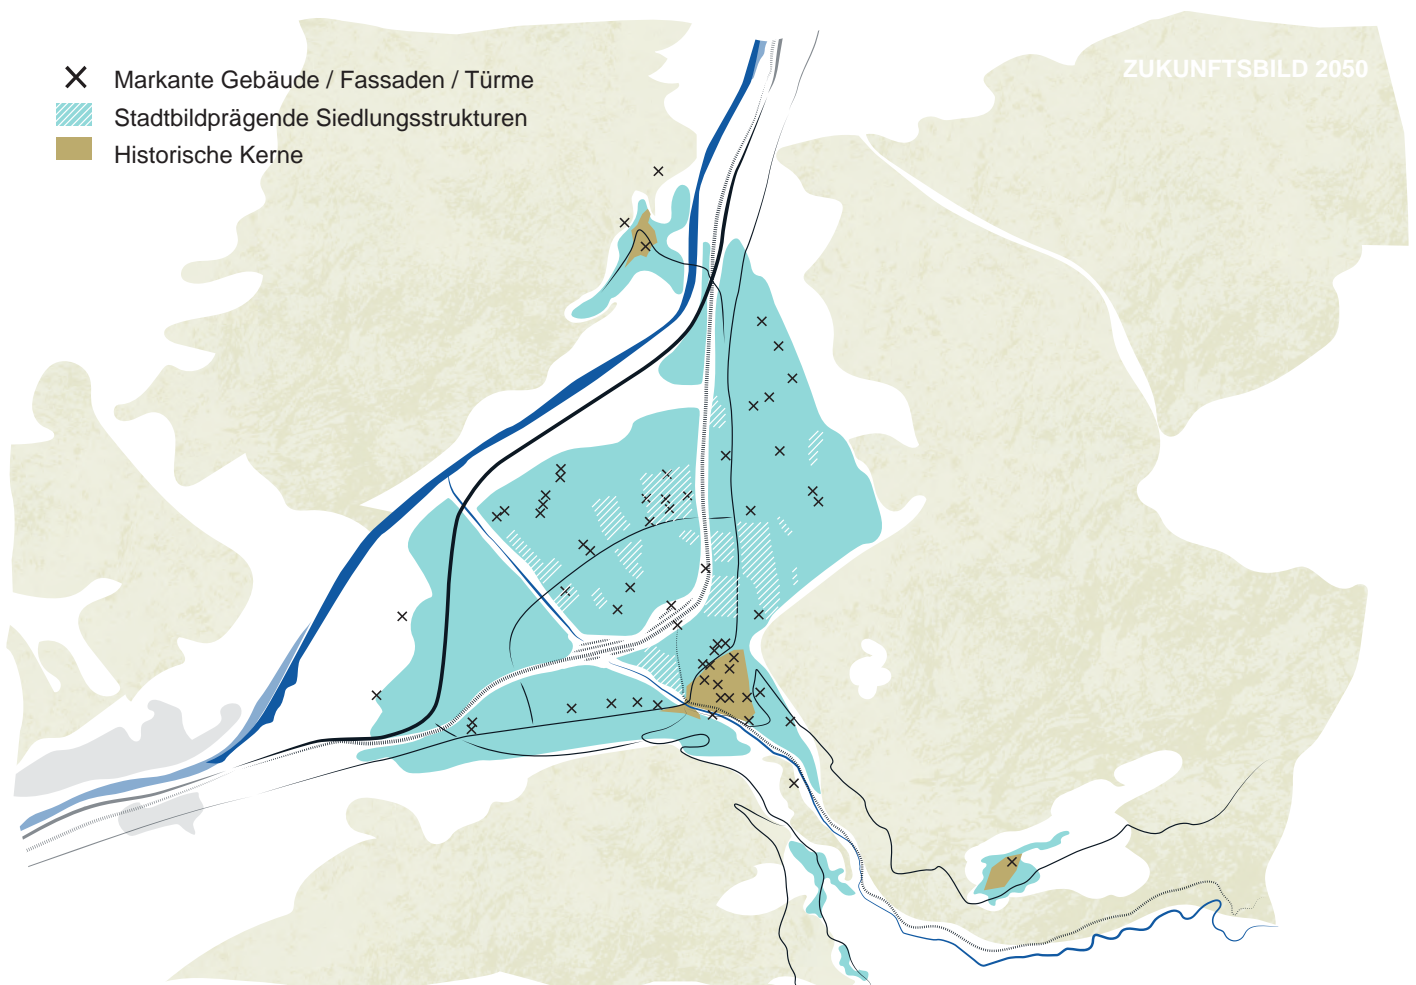 ZUKUNFTSBILD 2050
Markante Gebäude / Fassaden / Türme
Stadtbildprägende Siedlungsstrukturen
Historische Kerne